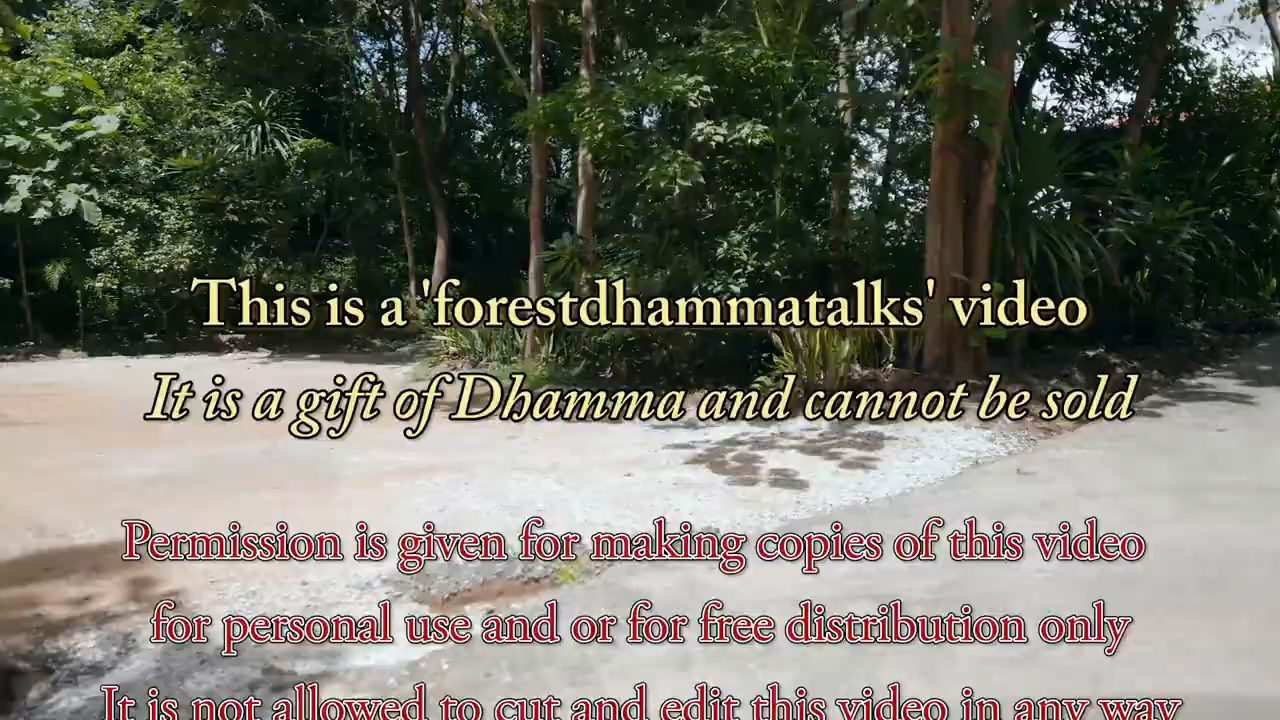 This is a 'forestdhammatalks' video
It is a gift of Dhamma and cannot be sold
Permission is given for making copies of this video
for personal use and or for free distribution only
It is not allowed to cut and edit this video in any way